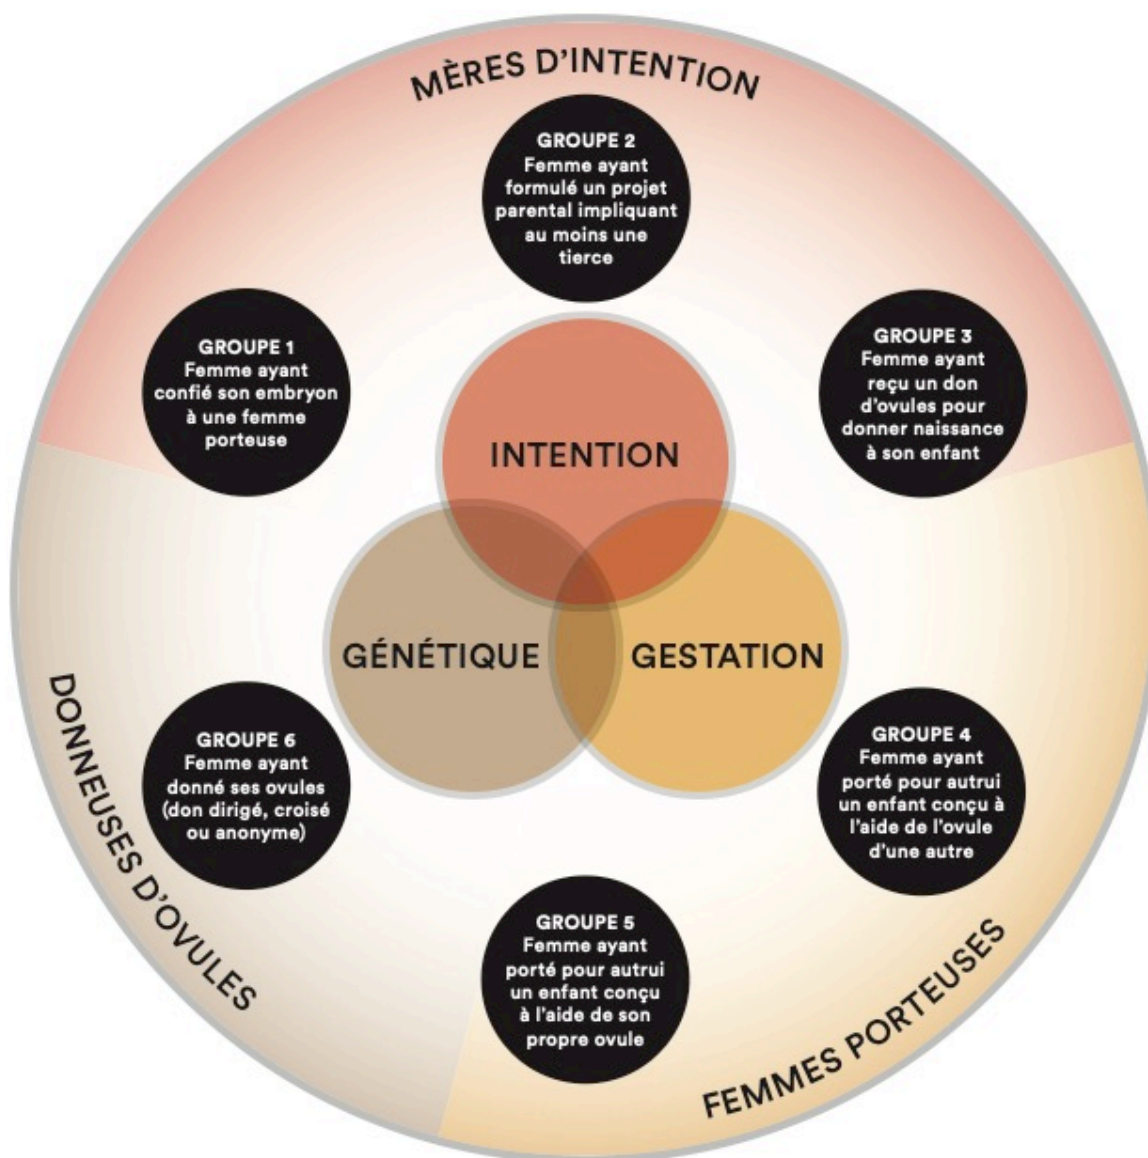 MÈRES D'INTENTION
GROUPE 2
Femme ayant
formulé un projet
parental impliquant
au moins une
tierce
GROUPE 1
Femme ayant
confié son embryon
à une femme
porteuse
GROUPE 3
Femme ayant
reçu un don
d'ovules pour
donner naissance
à son enfant
INTENTION
GÉNÉTIQUE
GESTATION
GROUPE 6
Femme ayant
donné ses ovules
(don dirigé, croisé
ou anonyme)
GROUPE 4
Femme ayant
porté pour autrui
un enfant conçu à
l'aide de l'ovule
d'une autre
GROUPE 5
Femme ayant
porté pour autrui
un enfant conçu
à l'aide de son
propre ovule
DONNEUSES D'OVULES
FEMMES PORTEUSES